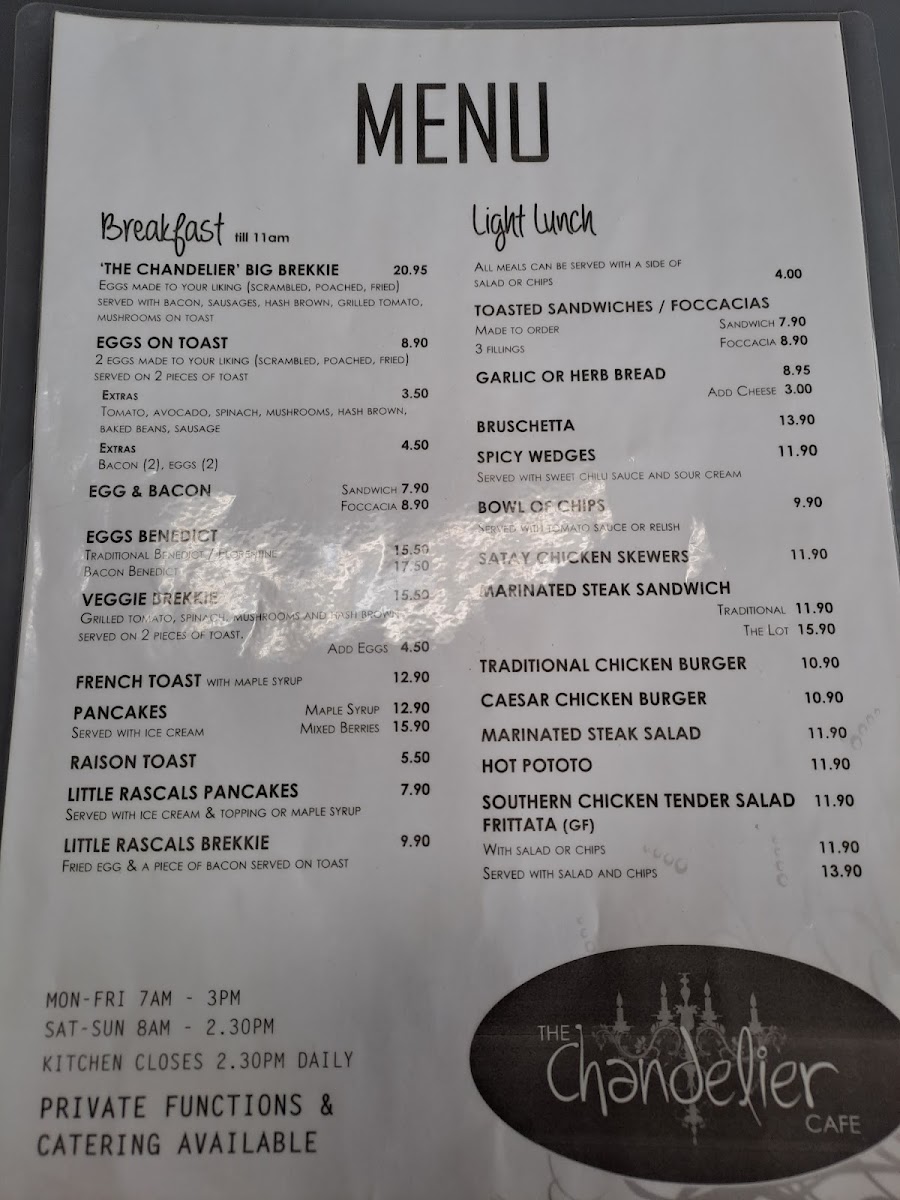 MENU
Breakfast till 11am
'THE CHANDELIER' BIG BREKKIE 20.95
EGGS MADE TO YOUR LIKING (SCRAMBLED, POACHED, FRIED)
SERVED WITH BACON, SAUSAGES, HASH BROWN, GRILLED TOMATO,
MUSHROOMS ON TOAST
EGGS ON TOAST 8.90
2 EGGS MADE TO YOUR LIKING (SCRAMBLED, POACHED, FRIED)
SERVED ON 2 PIECES OF TOAST
EXTRAS 3.50
TOMATO, AVOCADO, SPINACH, MUSHROOMS, HASH BROWN,
BAKED BEANS, SAUSAGE
EXTRAS 4.50
BACON (2), EGGS (2)
EGG & BACON SANDWICH 7.90
FOCCACIA 8.90
EGGS BENEDICT
TRADITIONAL BENEDICT / FLORENTINE 15.50
BACON BENEDICT 17.50
VEGGIE BREKKIE 15.50
GRILLED TOMATO, SPINACH, MUSHROOMS AND HASH BROWN
SERVED ON 2 PIECES OF TOAST.
ADD EGGS 4.50
FRENCH TOAST WITH MAPLE SYRUP 12.90
PANCAKES MAPLE SYRUP 12.90
SERVED WITH ICE CREAM MIXED BERRIES 15.90
RAISON TOAST 5.50
LITTLE RASCALS PANCAKES 7.90
SERVED WITH ICE CREAM & TOPPING OR MAPLE SYRUP
LITTLE RASCALS BREKKIE 9.90
FRIED EGG & A PIECE OF BACON SERVED ON TOAST
Light Lunch
ALL MEALS CAN BE SERVED WITH A SIDE OF
SALAD OR CHIPS 4.00
TOASTED SANDWICHES / FOCCACIAS
MADE TO ORDER SANDWICH 7.90
3 FILLINGS FOCCACIA 8.90
GARLIC OR HERB BREAD 8.95
ADD CHEESE 3.00
BRUSCHETTA 13.90
SPICY WEDGES 11.90
SERVED WITH SWEET CHILLI SAUCE AND SOUR CREAM
BOWL OF CHIPS 9.90
SERVED WITH TOMATO SAUCE OR RELISH
SATAY CHICKEN SKEWERS 11.90
MARINATED STEAK SANDWICH
TRADITIONAL 11.90
THE LOT 15.90
TRADITIONAL CHICKEN BURGER 10.90
CAESAR CHICKEN BURGER 10.90
MARINATED STEAK SALAD 11.90
HOT POTOTO 11.90
SOUTHERN CHICKEN TENDER SALAD 11.90
FRITTATA (GF)
WITH SALAD OR CHIPS 11.90
SERVED WITH SALAD AND CHIPS 13.90
MON-FRI 7AM - 3PM
SAT-SUN 8AM - 2.30PM
KITCHEN CLOSES 2.30PM DAILY
PRIVATE FUNCTIONS &
CATERING AVAILABLE
THE
Chandelier
CAFE